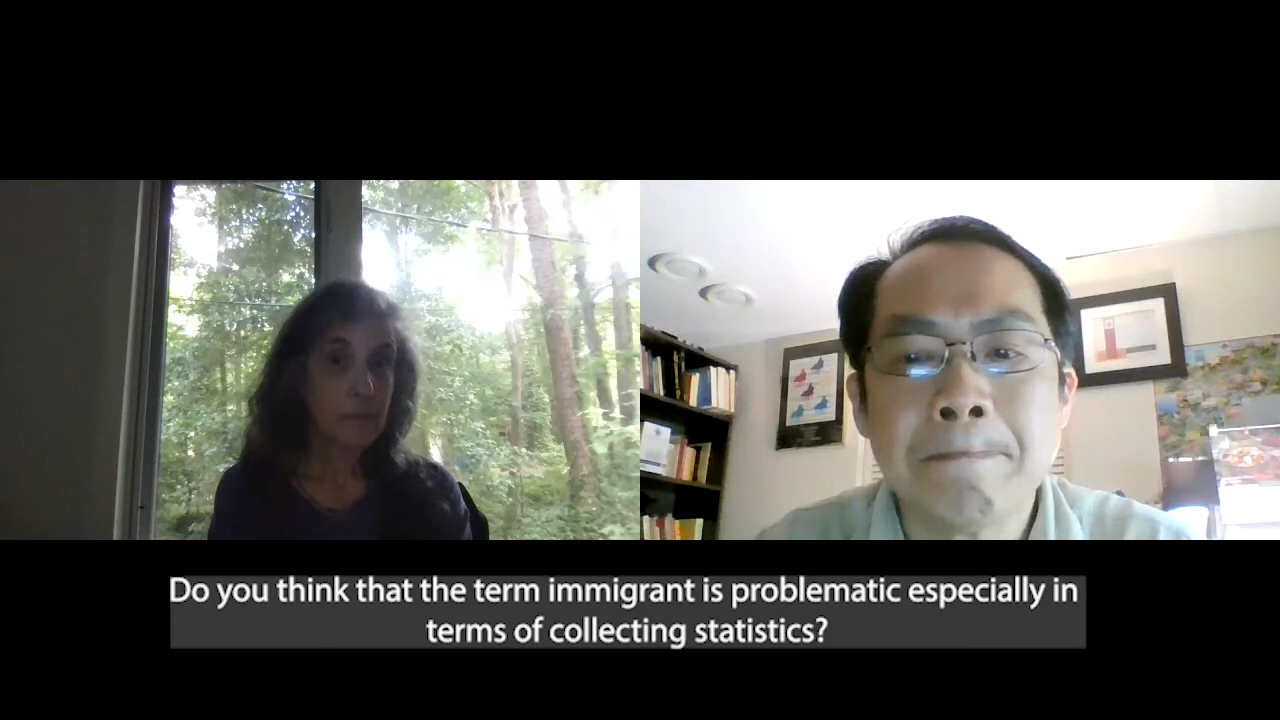 Do you think that the term immigrant is problematic especially in
terms of collecting statistics?